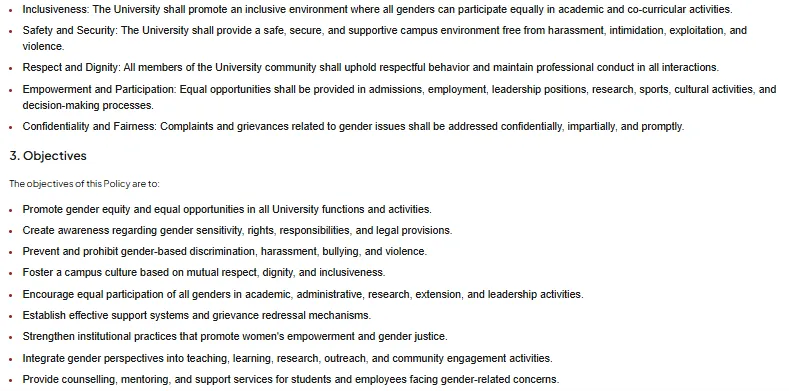 • Inclusiveness: The University shall promote an inclusive environment where all genders can participate equally in academic and co-curricular activities.
• Safety and Security: The University shall provide a safe, secure, and supportive campus environment free from harassment, intimidation, exploitation, and
violence.
• Respect and Dignity: All members of the University community shall uphold respectful behavior and maintain professional conduct in all interactions.
• Empowerment and Participation: Equal opportunities shall be provided in admissions, employment, leadership positions, research, sports, cultural activities, and
decision-making processes.
• Confidentiality and Fairness: Complaints and grievances related to gender issues shall be addressed confidentially, impartially, and promptly.
3. Objectives
The objectives of this Policy are to:
• Promote gender equity and equal opportunities in all University functions and activities.
• Create awareness regarding gender sensitivity, rights, responsibilities, and legal provisions.
• Prevent and prohibit gender-based discrimination, harassment, bullying, and violence.
• Foster a campus culture based on mutual respect, dignity, and inclusiveness.
• Encourage equal participation of all genders in academic, administrative, research, extension, and leadership activities.
• Establish effective support systems and grievance redressal mechanisms.
• Strengthen institutional practices that promote women's empowerment and gender justice.
• Integrate gender perspectives into teaching, learning, research, outreach, and community engagement activities.
• Provide counselling, mentoring, and support services for students and employees facing gender-related concerns.